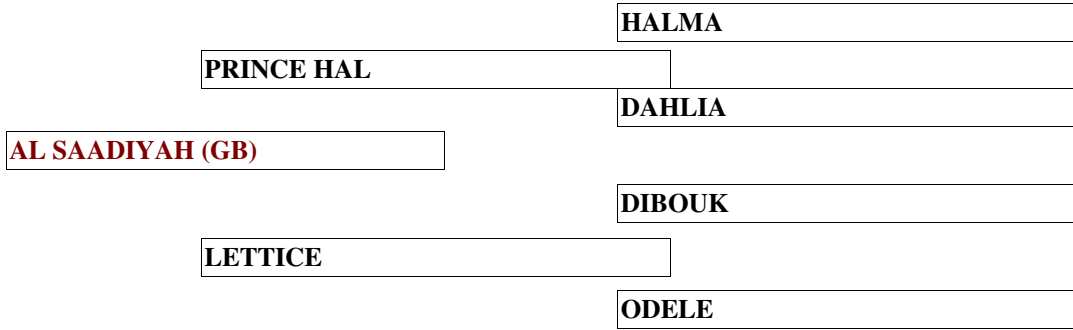 HALMA
PRINCE HAL
DAHLIA
AL SAADIYAH (GB)
DIBOUK
LETTICE
ODELE